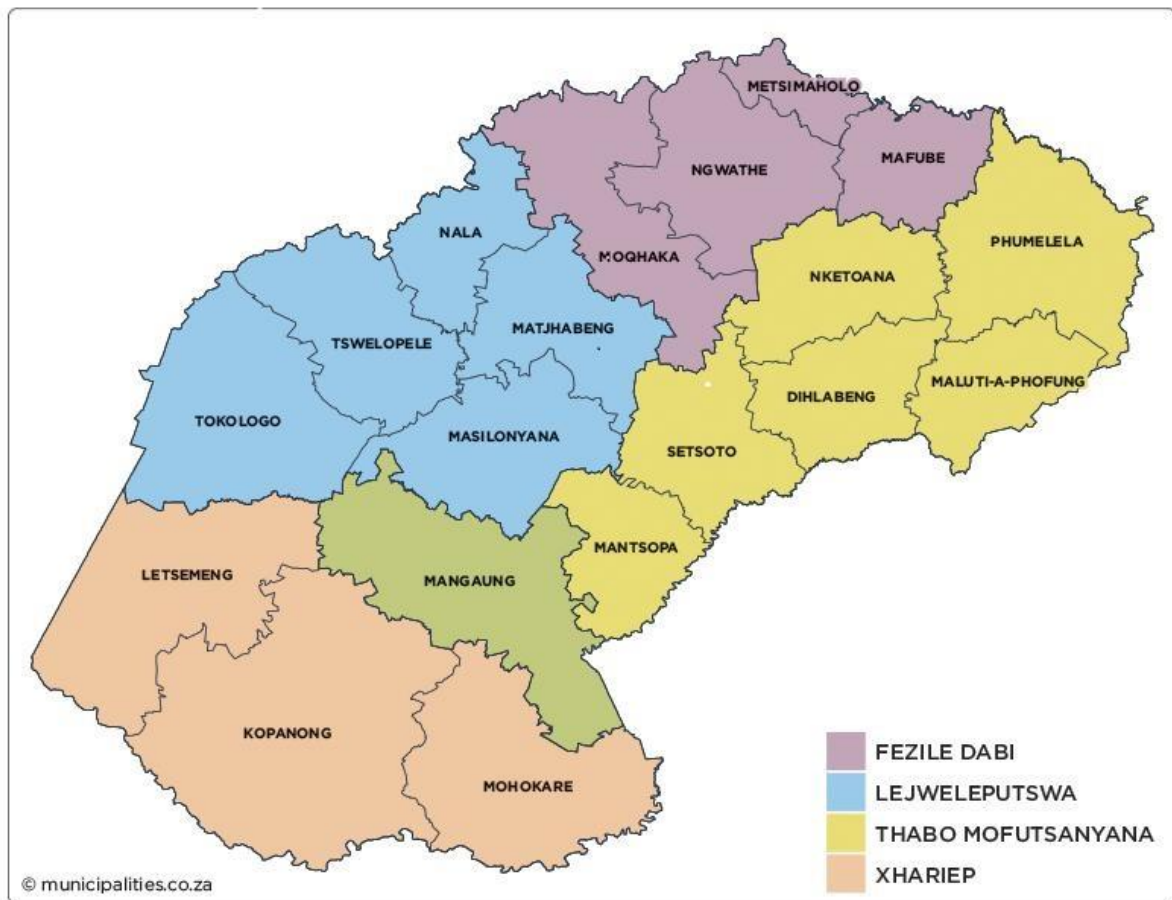 METSIMAHOLO
MAFUBE
NGWATHE
NALA
MOQHAKA
PHUMELELA
NKETOANA
MATJHABENG
TSWELOPELE
MALUTI-A-PHOFUNG
DIHLABENG
TOKOLOGO
MASILONYANA
SETSOTO
MANTSOPA
LETSEMENG
MANGAUNG
KOPANONG
MOHOKARE
FEZILE DABI
LEJWELEPUTSWA
THABO MOFUTSANYANA
XHARIEP
© municipalities.co.za